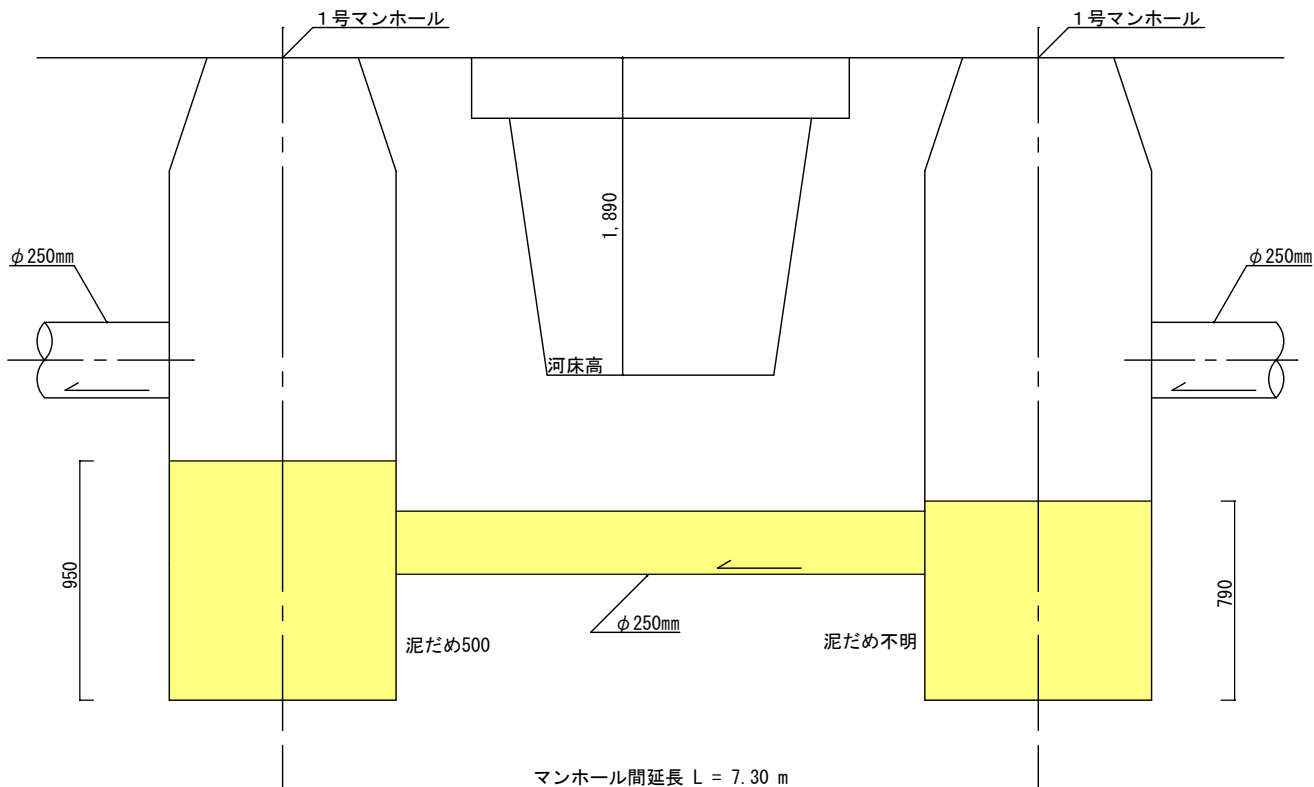 １号マンホール
１号マンホール
1,890
φ250mm
φ250mm
河床高
950
790
φ250mm
泥だめ500
泥だめ不明
マンホール間延長 L = 7.30 m